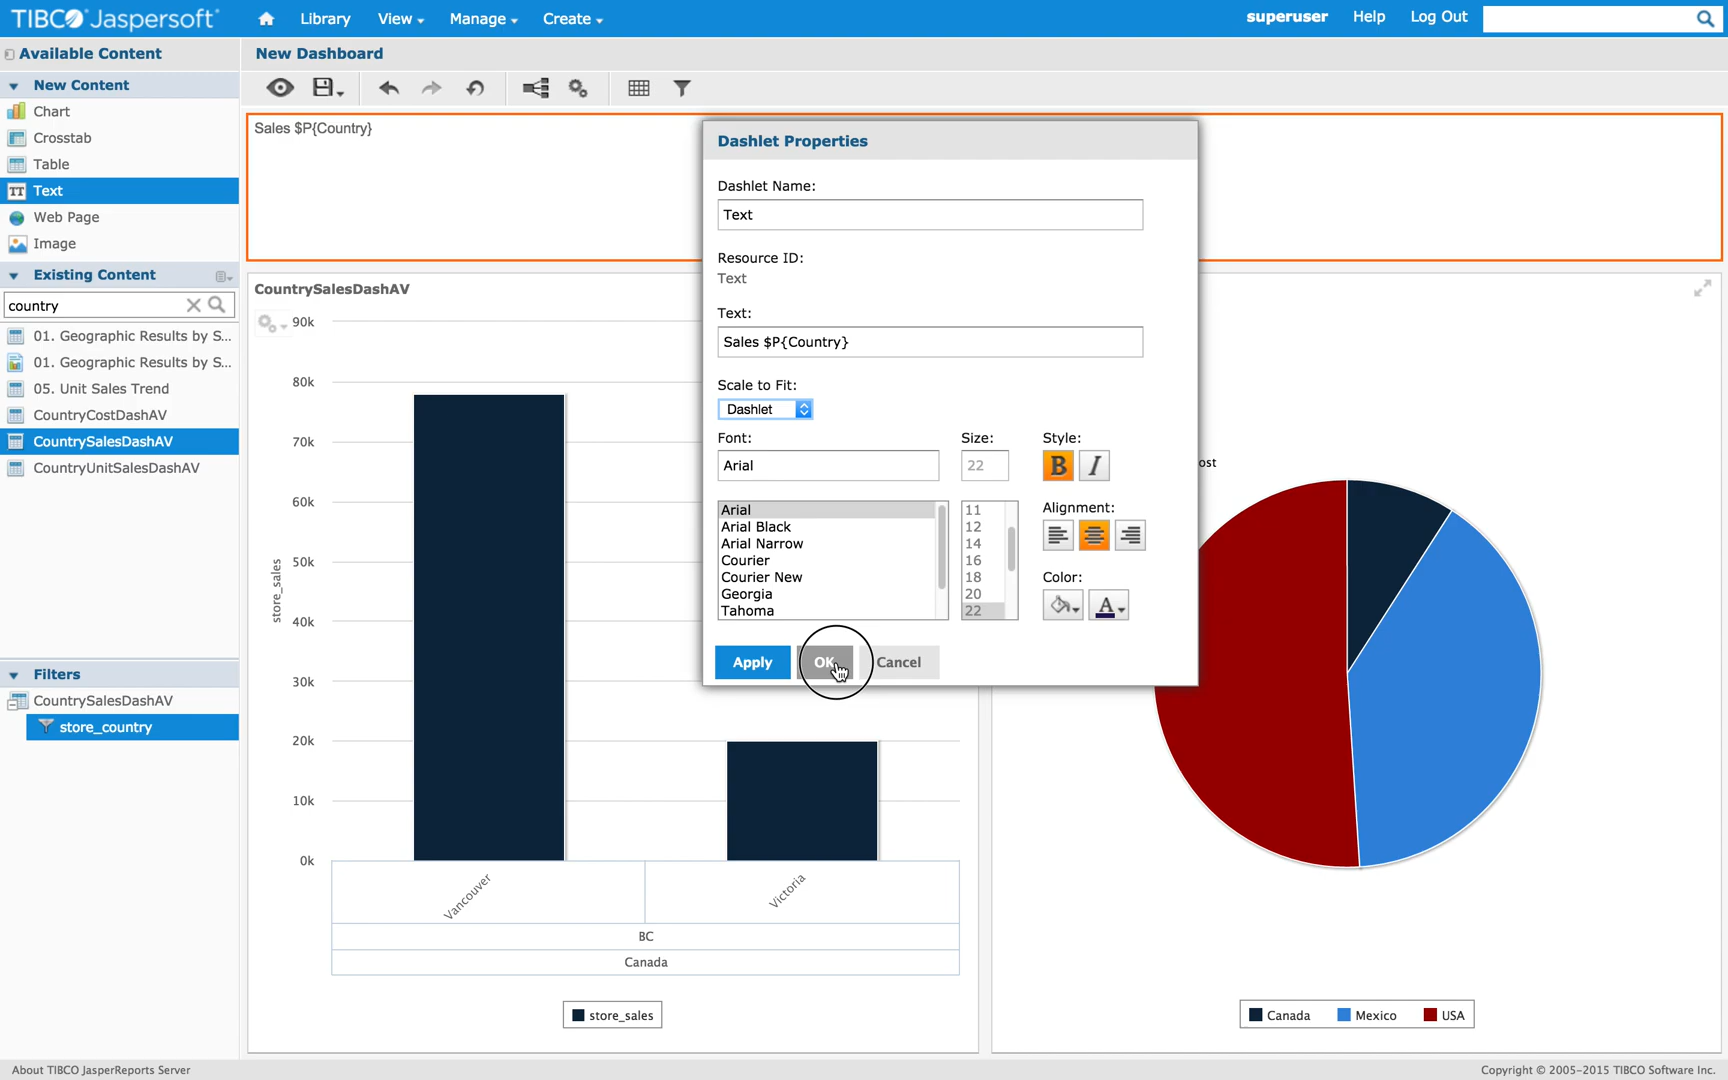 TIBCO Jaspersoft
Library
View
Manage
Create
superuser
Help
Log Out
Available Content
New Dashboard
New Content
Chart
Crosstab
Table
Text
Web Page
Image
Existing Content
country
01. Geographic Results by S...
01. Geographic Results by S...
05. Unit Sales Trend
CountryCostDashAV
CountrySalesDashAV
CountryUnitSalesDashAV
Filters
CountrySalesDashAV
store_country
Sales $P{Country}
CountrySalesDashAV
90k
80k
70k
60k
50k
40k
30k
20k
10k
0k
store_sales
Vancouver
Victoria
BC
Canada
store_sales
Dashlet Properties
Dashlet Name:
Text
Resource ID:
Text
Text:
Sales $P{Country}
Scale to Fit:
Dashlet
Font:
Size:
Style:
Arial
22
B I
Arial
Arial Black
Arial Narrow
Courier
Courier New
Georgia
Tahoma
11
12
14
16
18
20
22
Alignment:
Color:
A
Apply
OK
Cancel
ost
Canada
Mexico
USA
About TIBCO JasperReports Server
Copyright © 2005-2015 TIBCO Software Inc.